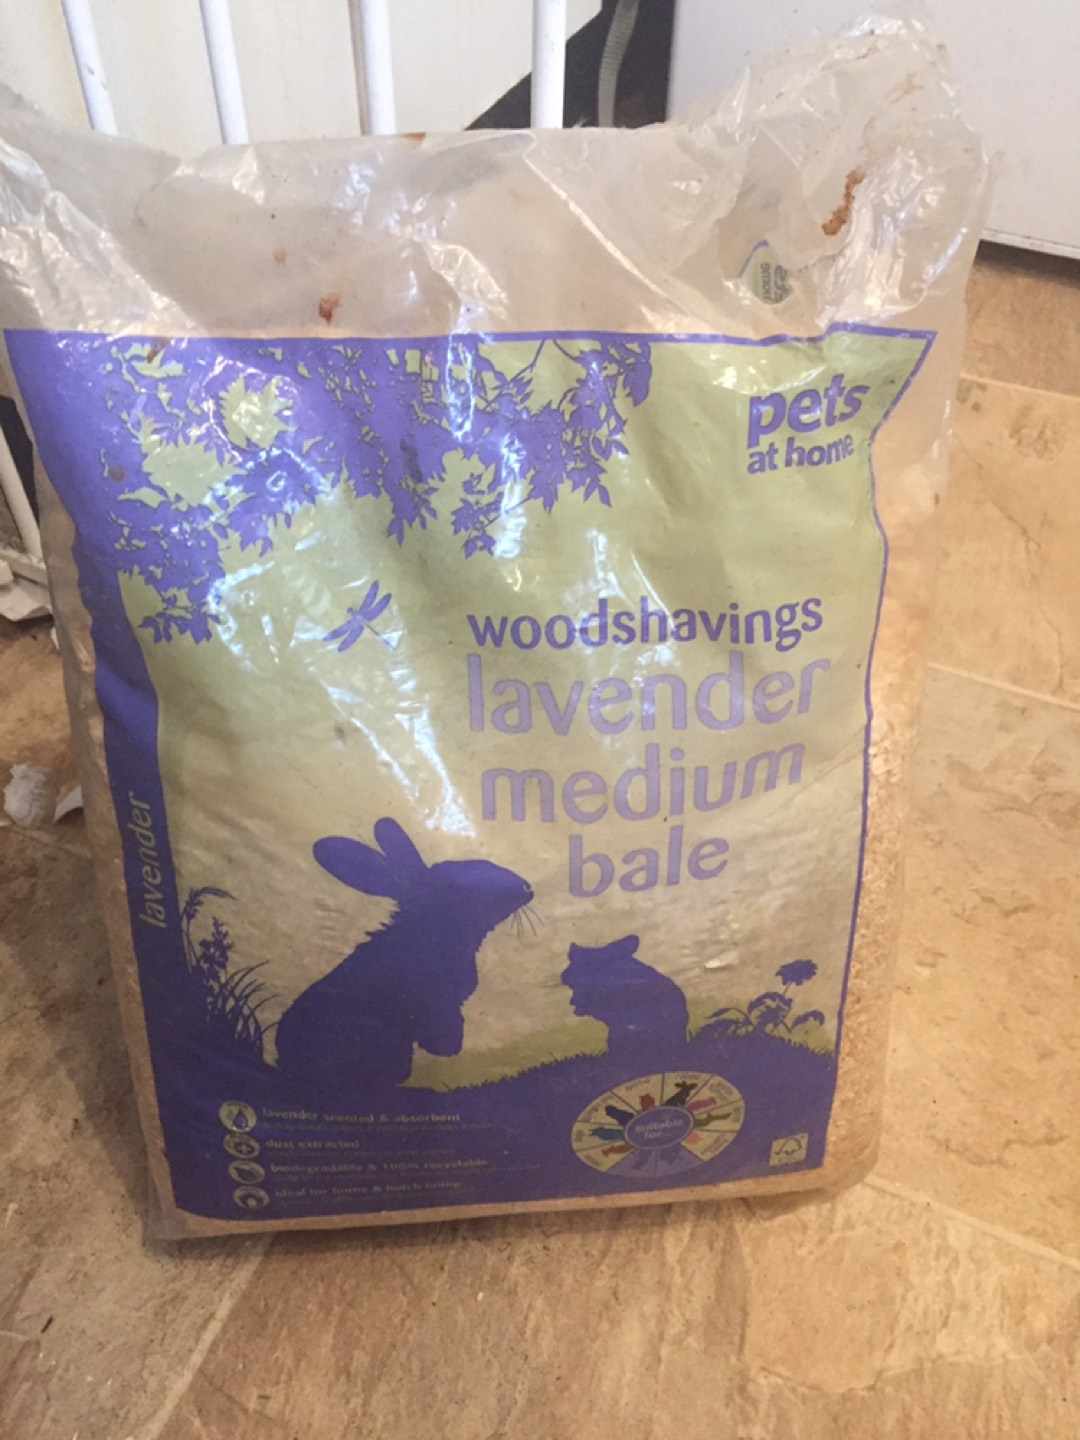 pets
at home
woodshavings
lavender
medium
bale
lavender
lavender scented & absorbent
dust extracted
biodegradable & 100% recyclable
ideal for home & hutch lining
suitable
for...